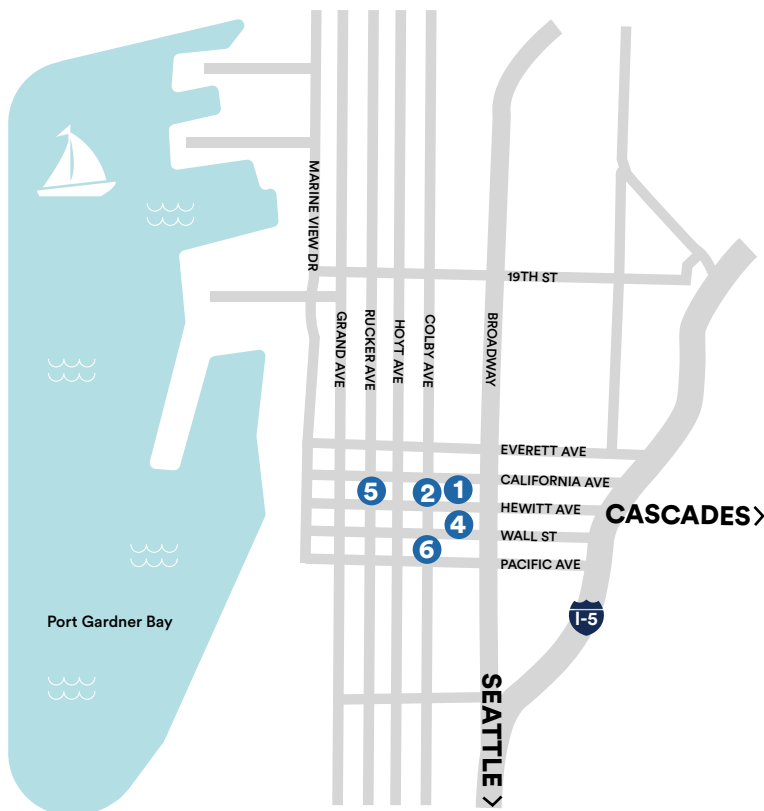 MARINE VIEW DR
19TH ST
GRAND AVE
RUCKER AVE
HOYT AVE
COLBY AVE
BROADWAY
EVERETT AVE
CALIFORNIA AVE
5
2
1
HEWITT AVE
CASCADES>
4
WALL ST
6
PACIFIC AVE
I-5
Port Gardner Bay
SEATTLE >